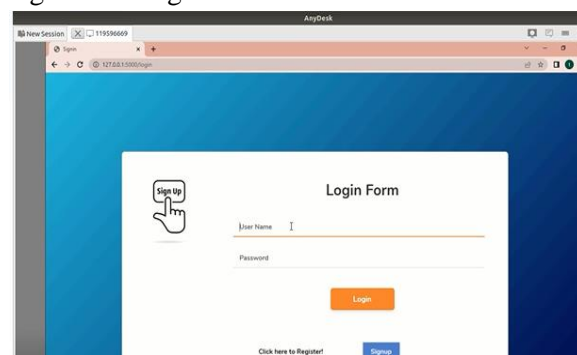 AnyDesk
New Session 119596669
Signin
127.0.0.1:5000/login
Sign Up
Login Form
User Name
Password
Login
Click here to Register! Signup